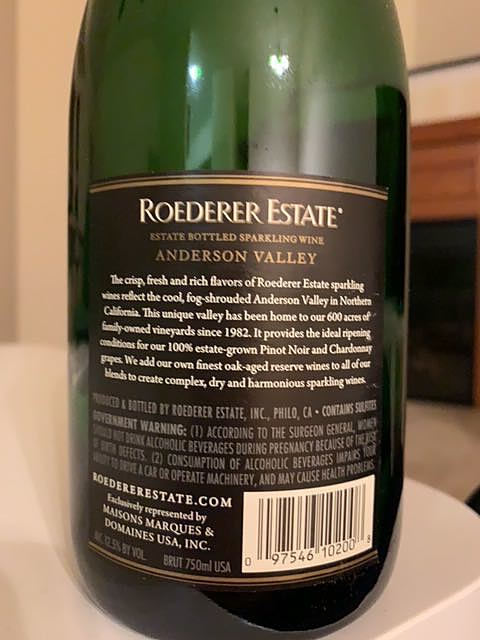 ROEDERER ESTATE®
ESTATE BOTTLED SPARKLING WINE
ANDERSON VALLEY
The crisp, fresh and rich flavors of Roederer Estate sparkling
wines reflect the cool, fog-shrouded Anderson Valley in Northern
California. This unique valley has been home to our 600 acres of
family-owned vineyards since 1982. It provides the ideal ripening
conditions for our 100% estate-grown Pinot Noir and Chardonnay
grapes. We add our own finest oak-aged reserve wines to all of our
blends to create complex, dry and harmonious sparkling wines.
PRODUCED & BOTTLED BY ROEDERER ESTATE, INC., PHILO, CA • CONTAINS SULFITES
GOVERNMENT WARNING: (1) ACCORDING TO THE SURGEON GENERAL, WOMEN
SHOULD NOT DRINK ALCOHOLIC BEVERAGES DURING PREGNANCY BECAUSE OF THE RISK
OF BIRTH DEFECTS. (2) CONSUMPTION OF ALCOHOLIC BEVERAGES IMPAIRS YOUR
ABILITY TO DRIVE A CAR OR OPERATE MACHINERY, AND MAY CAUSE HEALTH PROBLEMS.
ROEDERERESTATE.COM
Exclusively represented by
MAISONS MARQUES &
DOMAINES USA, INC.
ALC. 12.5% BY VOL.
BRUT 750ml USA
0 97546 10200 8